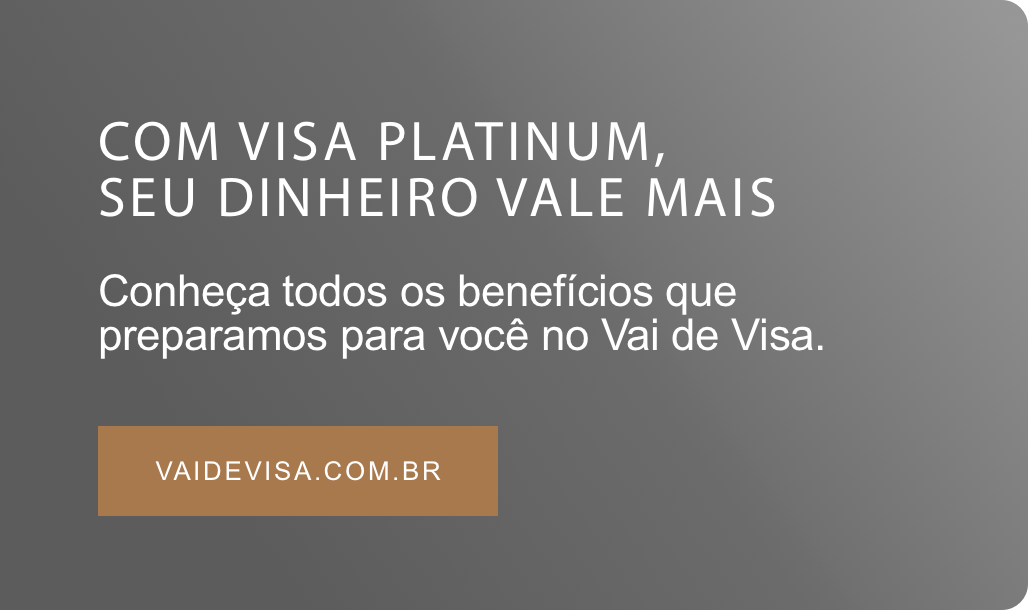 COM VISA PLATINUM,
SEU DINHEIRO VALE MAIS
Conheça todos os benefícios que
preparamos para você no Vai de Visa.
VAIDEVISA.COM.BR